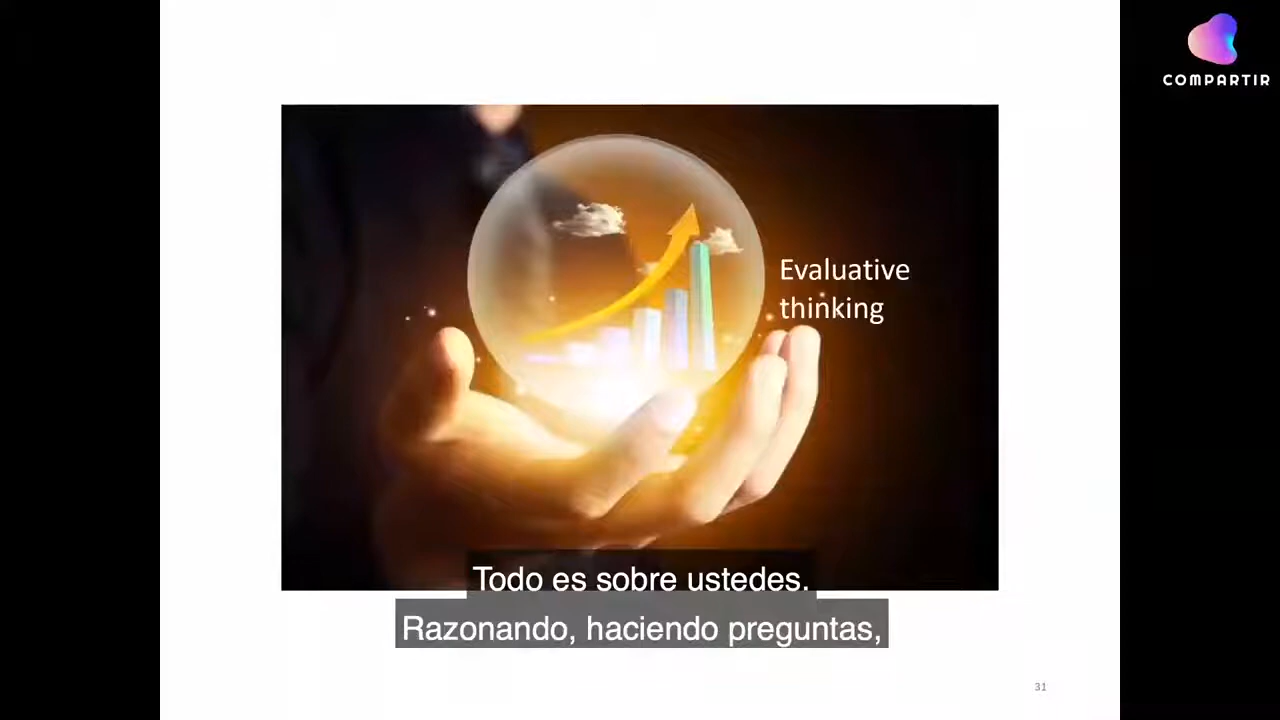 COMPARTIR
Evaluative
thinking
Todo es sobre ustedes.
Razonando, haciendo preguntas,
31